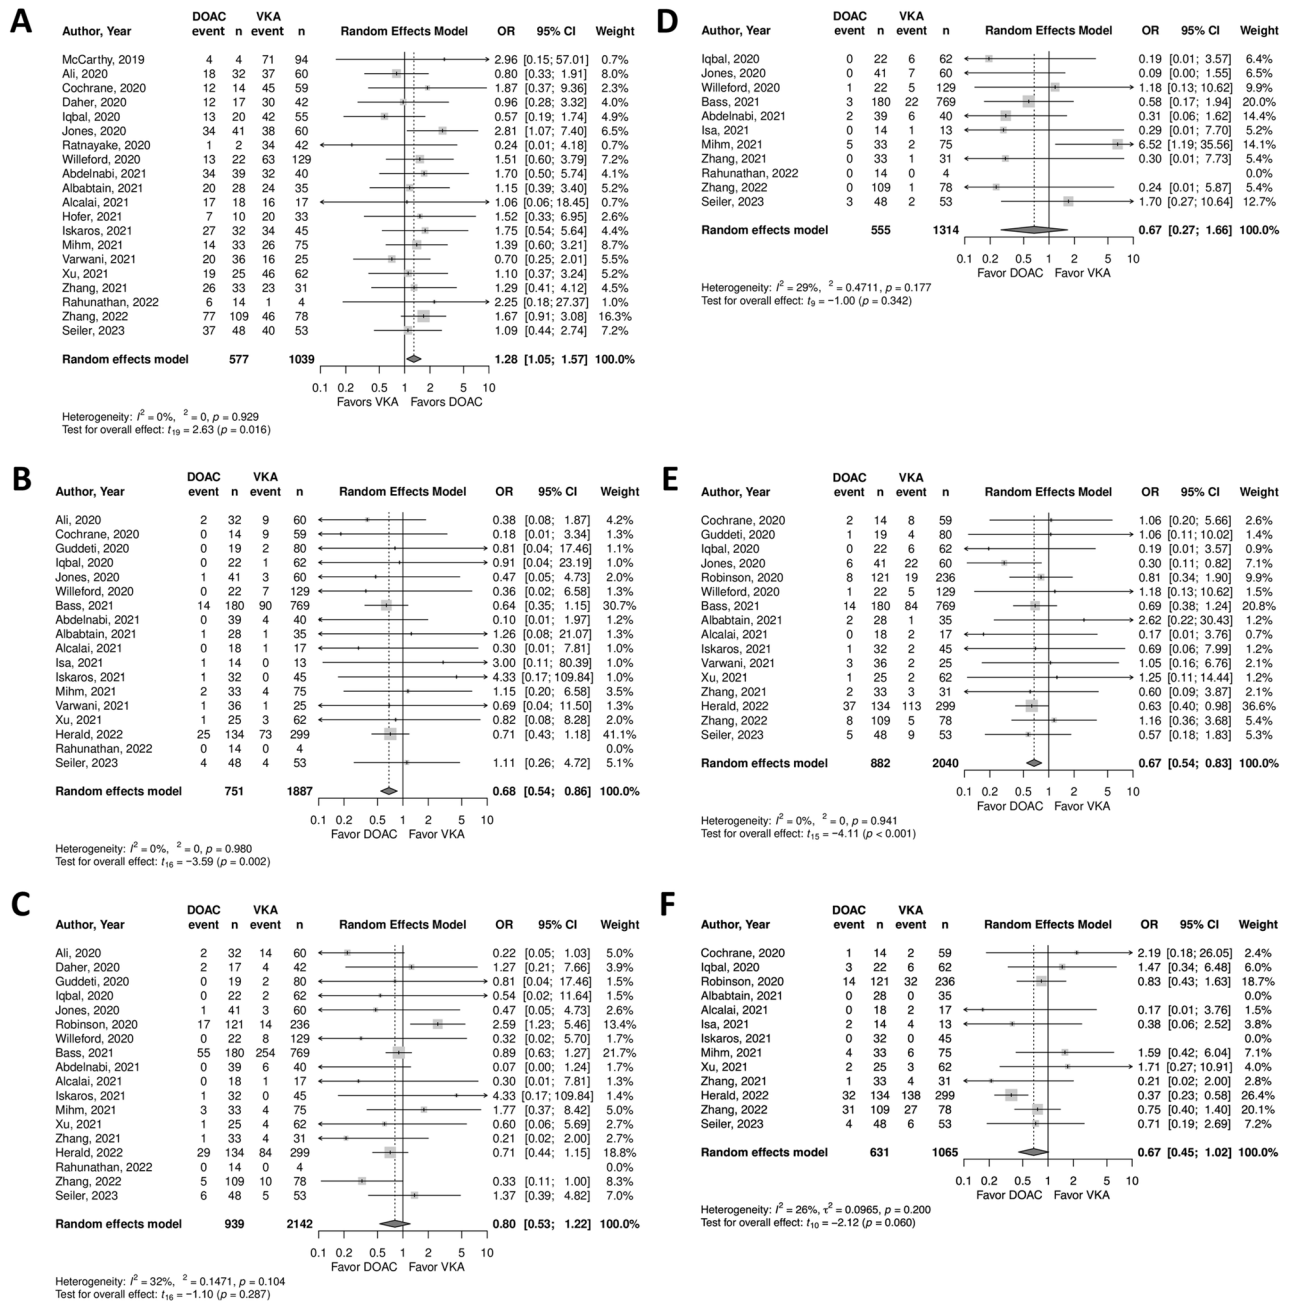 A
DOAC VKA
Author, Year event n event n Random Effects Model OR 95% CI Weight
McCarthy, 2019 4 4 71 94 2.96 [0.15; 57.01] 0.7%
Ali, 2020 18 32 37 60 0.80 [0.33; 1.91] 8.0%
Cochrane, 2020 12 14 45 59 1.87 [0.37; 9.36] 2.3%
Daher, 2020 12 17 30 42 0.96 [0.28; 3.32] 4.0%
Iqbal, 2020 13 20 42 55 0.57 [0.19; 1.74] 4.9%
Jones, 2020 34 41 38 60 2.81 [1.07; 7.40] 6.5%
Ratnayake, 2020 1 2 34 42 0.24 [0.01; 4.18] 0.7%
Willeford, 2020 13 22 63 129 1.51 [0.60; 3.79] 7.2%
Abdelnabi, 2021 34 39 32 40 1.70 [0.50; 5.74] 4.1%
Albabtain, 2021 20 28 24 35 1.15 [0.39; 3.40] 5.2%
Alcalai, 2021 17 18 16 17 1.06 [0.06; 18.45] 0.7%
Hofer, 2021 7 10 20 33 1.52 [0.33; 6.95] 2.6%
Iskaros, 2021 27 32 34 45 1.75 [0.54; 5.64] 4.4%
Mihm, 2021 14 33 26 75 1.39 [0.60; 3.21] 8.7%
Varwani, 2021 20 36 16 25 0.70 [0.25; 2.01] 5.5%
Xu, 2021 19 25 46 62 1.10 [0.37; 3.24] 5.2%
Zhang, 2021 26 33 23 31 1.29 [0.41; 4.12] 4.5%
Rahunathan, 2022 6 14 1 4 2.25 [0.18; 27.37] 1.0%
Zhang, 2022 77 109 46 78 1.67 [0.91; 3.08] 16.3%
Seiler, 2023 37 48 40 53 1.09 [0.44; 2.74] 7.2%
Random effects model 577 1039 1.28 [1.05; 1.57] 100.0%
0.1 0.2 0.5 1 2 5 10
Favors VKA Favors DOAC
Heterogeneity: I² = 0%, ² = 0, p = 0.929
Test for overall effect: t₁₉ = 2.63 (p = 0.016)
B
DOAC VKA
Author, Year event n event n Random Effects Model OR 95% CI Weight
Ali, 2020 2 32 9 60 0.38 [0.08; 1.87] 4.2%
Cochrane, 2020 0 14 9 59 0.18 [0.01; 3.34] 1.3%
Guddeti, 2020 0 19 2 80 0.81 [0.04; 17.46] 1.1%
Iqbal, 2020 0 22 1 62 0.91 [0.04; 23.19] 1.0%
Jones, 2020 1 41 3 60 0.47 [0.05; 4.73] 2.0%
Willeford, 2020 0 22 7 129 0.36 [0.02; 6.58] 1.3%
Bass, 2021 14 180 90 769 0.64 [0.35; 1.15] 30.7%
Abdelnabi, 2021 0 39 4 40 0.10 [0.01; 1.97] 1.3%
Albabtain, 2021 1 28 1 35 1.26 [0.08; 21.07] 1.3%
Alcalai, 2021 0 18 1 17 0.30 [0.01; 7.81] 1.0%
Isa, 2021 1 14 0 13 3.00 [0.11; 80.39] 1.0%
Iskaros, 2021 1 32 0 45 4.33 [0.17; 109.84] 1.0%
Mihm, 2021 2 33 4 75 1.15 [0.20; 6.58] 3.5%
Varwani, 2021 1 36 1 25 0.69 [0.04; 11.50] 1.3%
Xu, 2021 1 25 3 62 0.82 [0.08; 8.28] 2.0%
Herald, 2022 25 134 73 299 0.71 [0.43; 1.18] 41.1%
Rahunathan, 2022 0 14 0 4 0.0%
Seiler, 2023 4 48 4 53 1.11 [0.26; 4.72] 5.1%
Random effects model 751 1887 0.68 [0.54; 0.86] 100.0%
0.1 0.2 0.5 1 2 5 10
Favor DOAC Favor VKA
Heterogeneity: I² = 0%, ² = 0, p = 0.980
Test for overall effect: t₁₆ = −3.59 (p = 0.002)
C
DOAC VKA
Author, Year event n event n Random Effects Model OR 95% CI Weight
Ali, 2020 2 32 14 60 0.22 [0.05; 1.03] 5.0%
Daher, 2020 2 17 4 42 1.27 [0.21; 7.66] 3.9%
Guddeti, 2020 0 19 2 80 0.81 [0.04; 17.46] 1.5%
Iqbal, 2020 0 22 2 62 0.54 [0.02; 11.64] 1.5%
Jones, 2020 1 41 3 60 0.47 [0.05; 4.73] 2.6%
Robinson, 2020 17 121 14 236 2.59 [1.23; 5.46] 13.4%
Willeford, 2020 0 22 8 129 0.32 [0.02; 5.70] 1.7%
Bass, 2021 55 180 254 769 0.89 [0.63; 1.27] 21.7%
Abdelnabi, 2021 0 39 6 40 0.07 [0.00; 1.24] 1.7%
Alcalai, 2021 0 18 1 17 0.30 [0.01; 7.81] 1.3%
Iskaros, 2021 1 32 0 45 4.33 [0.17; 109.84] 1.4%
Mihm, 2021 3 33 4 75 1.77 [0.37; 8.42] 5.0%
Xu, 2021 1 25 4 62 0.60 [0.06; 5.69] 2.7%
Zhang, 2021 1 33 4 31 0.21 [0.02; 2.00] 2.7%
Herald, 2022 29 134 84 299 0.71 [0.44; 1.15] 18.8%
Rahunathan, 2022 0 14 0 4 0.0%
Zhang, 2022 5 109 10 78 0.33 [0.11; 1.00] 8.3%
Seiler, 2023 6 48 5 53 1.37 [0.39; 4.82] 7.0%
Random effects model 939 2142 0.80 [0.53; 1.22] 100.0%
0.1 0.2 0.5 1 2 5 10
Favor DOAC Favor VKA
Heterogeneity: I² = 32%, ² = 0.1471, p = 0.104
Test for overall effect: t₁₆ = −1.10 (p = 0.287)
D
DOAC VKA
Author, Year event n event n Random Effects Model OR 95% CI Weight
Iqbal, 2020 0 22 6 62 0.19 [0.01; 3.57] 6.4%
Jones, 2020 0 41 7 60 0.09 [0.00; 1.55] 6.5%
Willeford, 2020 1 22 5 129 1.18 [0.13; 10.62] 9.9%
Bass, 2021 3 180 22 769 0.58 [0.17; 1.94] 20.0%
Abdelnabi, 2021 2 39 6 40 0.31 [0.06; 1.62] 14.4%
Isa, 2021 0 14 1 13 0.29 [0.01; 7.70] 5.2%
Mihm, 2021 5 33 2 75 6.52 [1.19; 35.56] 14.1%
Zhang, 2021 0 33 1 31 0.30 [0.01; 7.73] 5.4%
Rahunathan, 2022 0 14 0 4 0.0%
Zhang, 2022 0 109 1 78 0.24 [0.01; 5.87] 5.4%
Seiler, 2023 3 48 2 53 1.70 [0.27; 10.64] 12.7%
Random effects model 555 1314 0.67 [0.27; 1.66] 100.0%
0.1 0.2 0.5 1 2 5 10
Favor DOAC Favor VKA
Heterogeneity: I² = 29%, ² = 0.4711, p = 0.177
Test for overall effect: t₉ = −1.00 (p = 0.342)
E
DOAC VKA
Author, Year event n event n Random Effects Model OR 95% CI Weight
Cochrane, 2020 2 14 8 59 1.06 [0.20; 5.66] 2.6%
Guddeti, 2020 1 19 4 80 1.06 [0.11; 10.02] 1.4%
Iqbal, 2020 0 22 6 62 0.19 [0.01; 3.57] 0.9%
Jones, 2020 6 41 22 60 0.30 [0.11; 0.82] 7.1%
Robinson, 2020 8 121 19 236 0.81 [0.34; 1.90] 9.9%
Willeford, 2020 1 22 5 129 1.18 [0.13; 10.62] 1.5%
Bass, 2021 14 180 84 769 0.69 [0.38; 1.24] 20.8%
Albabtain, 2021 2 28 1 35 2.62 [0.22; 30.43] 1.2%
Alcalai, 2021 0 18 2 17 0.17 [0.01; 3.76] 0.7%
Iskaros, 2021 1 32 2 45 0.69 [0.06; 7.99] 1.2%
Varwani, 2021 3 36 2 25 1.05 [0.16; 6.76] 2.1%
Xu, 2021 1 25 2 62 1.25 [0.11; 14.44] 1.2%
Zhang, 2021 2 33 3 31 0.60 [0.09; 3.87] 2.1%
Herald, 2022 37 134 113 299 0.63 [0.40; 0.98] 36.6%
Zhang, 2022 8 109 5 78 1.16 [0.36; 3.68] 5.4%
Seiler, 2023 5 48 9 53 0.57 [0.18; 1.83] 5.3%
Random effects model 882 2040 0.67 [0.54; 0.83] 100.0%
0.1 0.2 0.5 1 2 5 10
Favor DOAC Favor VKA
Heterogeneity: I² = 0%, ² = 0, p = 0.941
Test for overall effect: t₁₅ = −4.11 (p < 0.001)
F
DOAC VKA
Author, Year event n event n Random Effects Model OR 95% CI Weight
Cochrane, 2020 1 14 2 59 2.19 [0.18; 26.05] 2.4%
Iqbal, 2020 3 22 6 62 1.47 [0.34; 6.48] 6.0%
Robinson, 2020 14 121 32 236 0.83 [0.43; 1.63] 18.7%
Albabtain, 2021 0 28 0 35 0.0%
Alcalai, 2021 0 18 2 17 0.17 [0.01; 3.76] 1.5%
Isa, 2021 2 14 4 13 0.38 [0.06; 2.52] 3.8%
Iskaros, 2021 0 32 0 45 0.0%
Mihm, 2021 4 33 6 75 1.59 [0.42; 6.04] 7.1%
Xu, 2021 2 25 3 62 1.71 [0.27; 10.91] 4.0%
Zhang, 2021 1 33 4 31 0.21 [0.02; 2.00] 2.8%
Herald, 2022 32 134 138 299 0.37 [0.23; 0.58] 26.4%
Zhang, 2022 31 109 27 78 0.75 [0.40; 1.40] 20.1%
Seiler, 2023 4 48 6 53 0.71 [0.19; 2.69] 7.2%
Random effects model 631 1065 0.67 [0.45; 1.02] 100.0%
0.1 0.2 0.5 1 2 5 10
Favor DOAC Favor VKA
Heterogeneity: I² = 26%, τ² = 0.0965, p = 0.200
Test for overall effect: t₁₀ = −2.12 (p = 0.060)